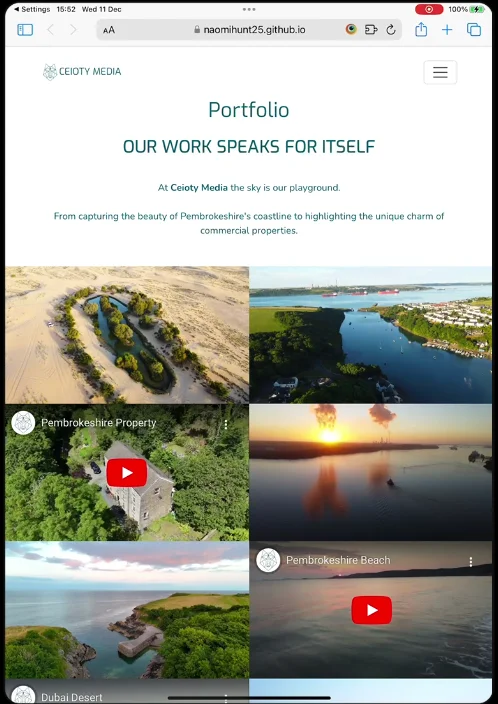 Settings 15:52 Wed 11 Dec
100%
AA
naomihunt25.github.io
CEIOTY MEDIA
Portfolio
OUR WORK SPEAKS FOR ITSELF
At Ceioty Media the sky is our playground.
From capturing the beauty of Pembrokeshire's coastline to highlighting the unique charm of
commercial properties.
Pembrokeshire Property
Pembrokeshire Beach
Dubai Desert